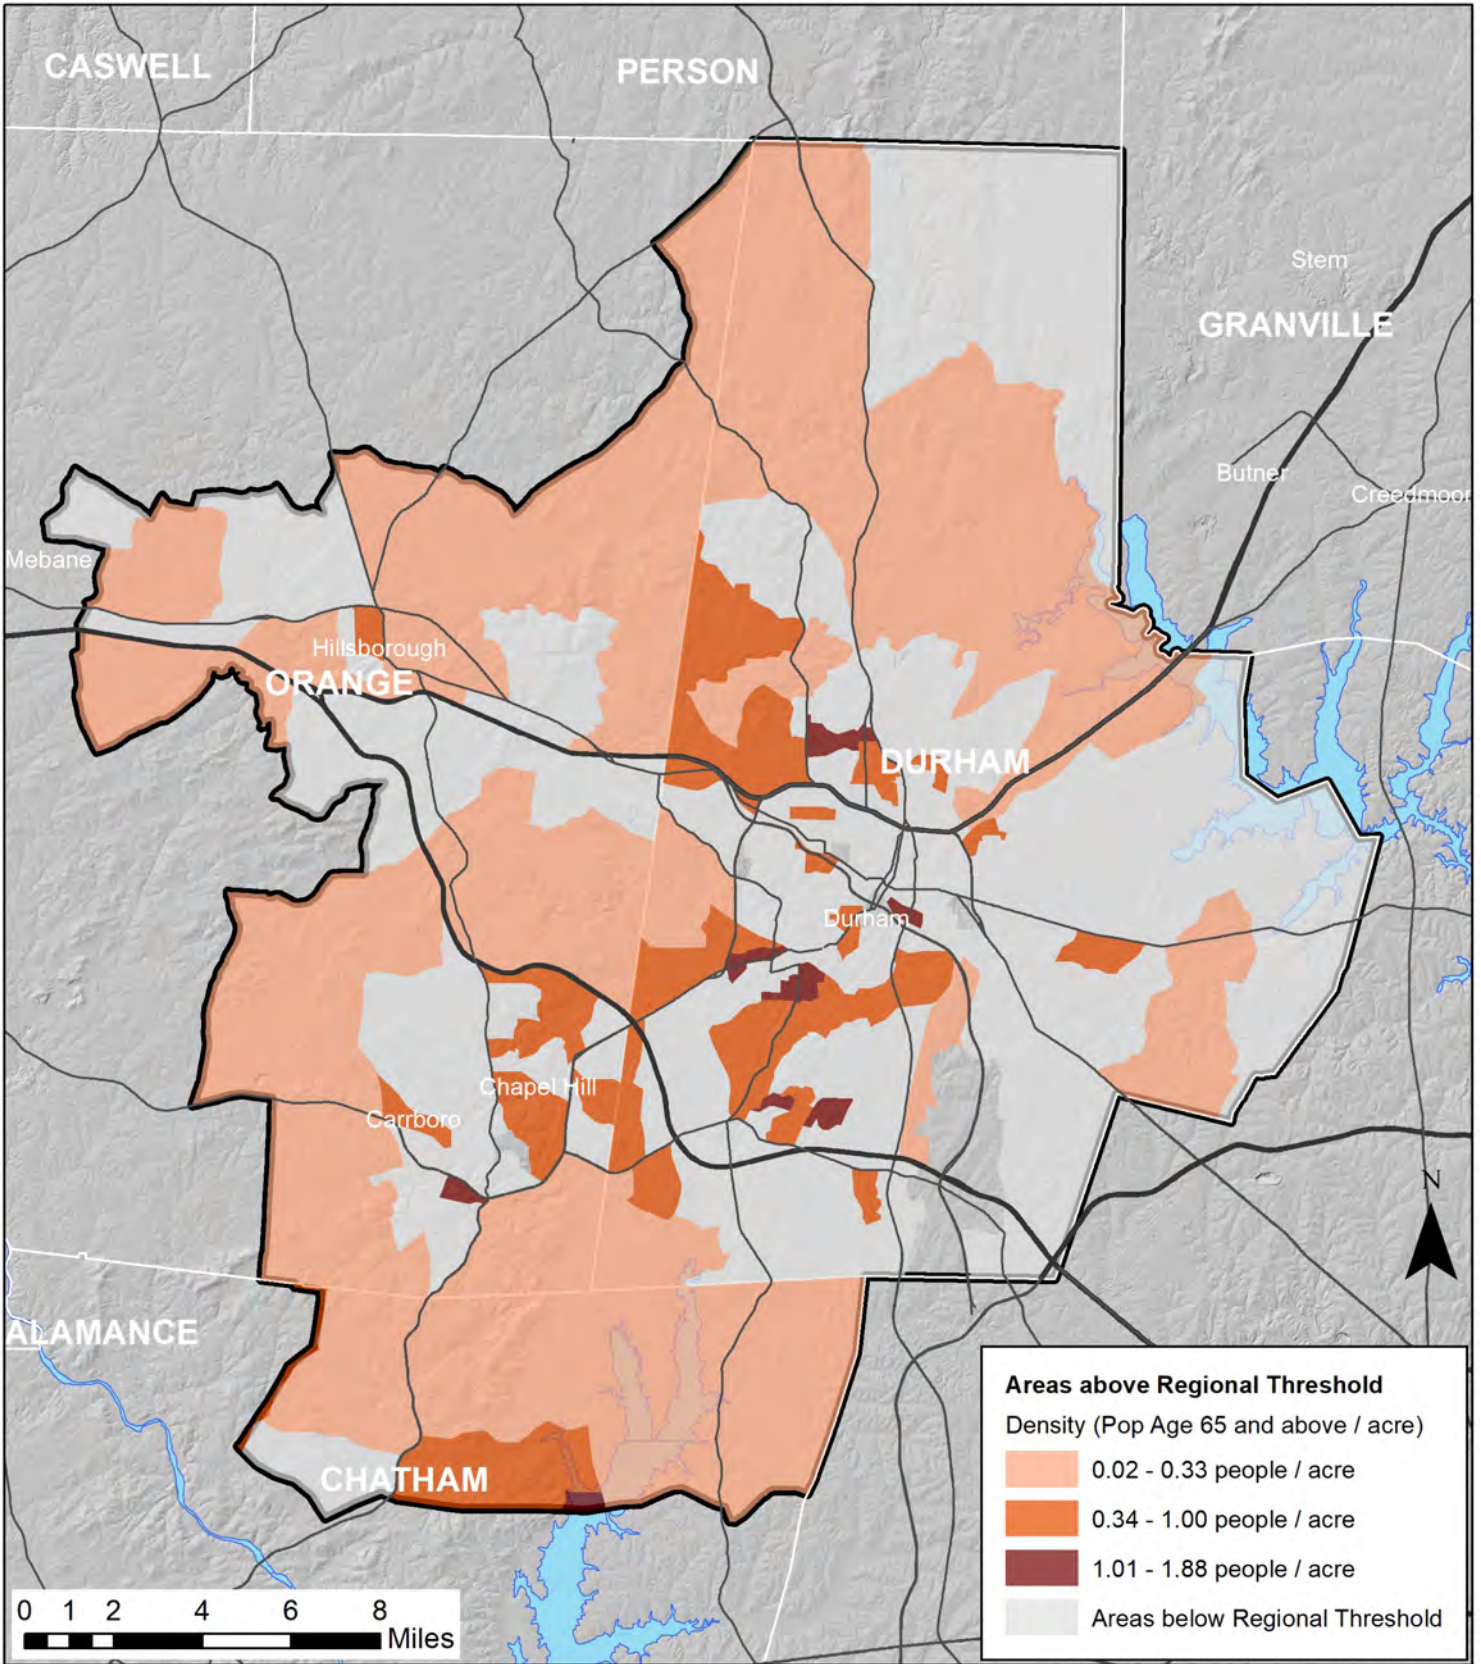 CASWELL
PERSON
Stem
GRANVILLE
Butner
Creedmoor
Mebane
Hillsborough
ORANGE
DURHAM
Durham
Chapel Hill
Carrboro
N
ALAMANCE
CHATHAM
Areas above Regional Threshold
Density (Pop Age 65 and above / acre)
0.02 - 0.33 people / acre
0.34 - 1.00 people / acre
1.01 - 1.88 people / acre
Areas below Regional Threshold
0 1 2 4 6 8
Miles